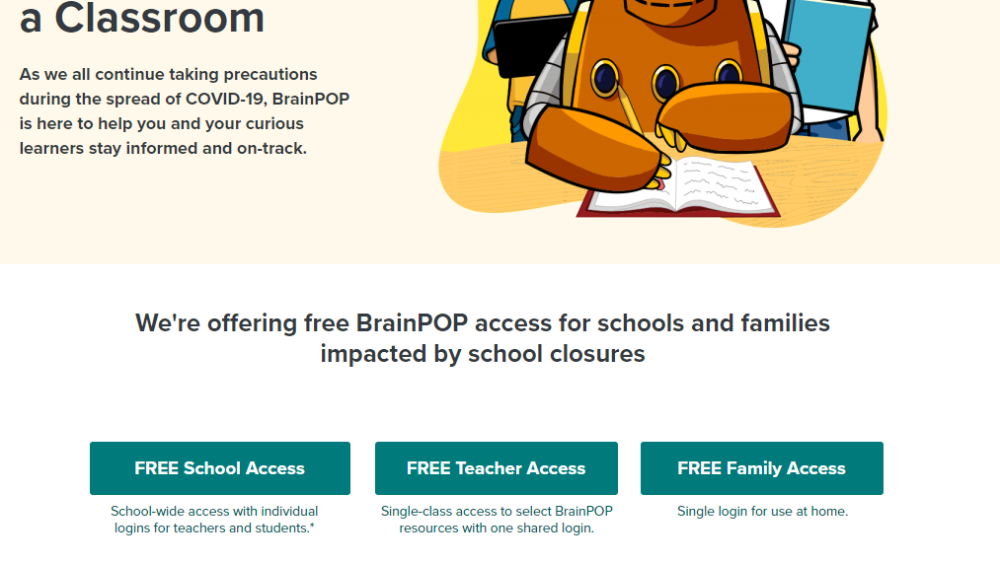 a Classroom
As we all continue taking precautions
during the spread of COVID-19, BrainPOP
is here to help you and your curious
learners stay informed and on-track.
We're offering free BrainPOP access for schools and families
impacted by school closures
FREE School Access
School-wide access with individual
logins for teachers and students.*
FREE Teacher Access
Single-class access to select BrainPOP
resources with one shared login.
FREE Family Access
Single login for use at home.